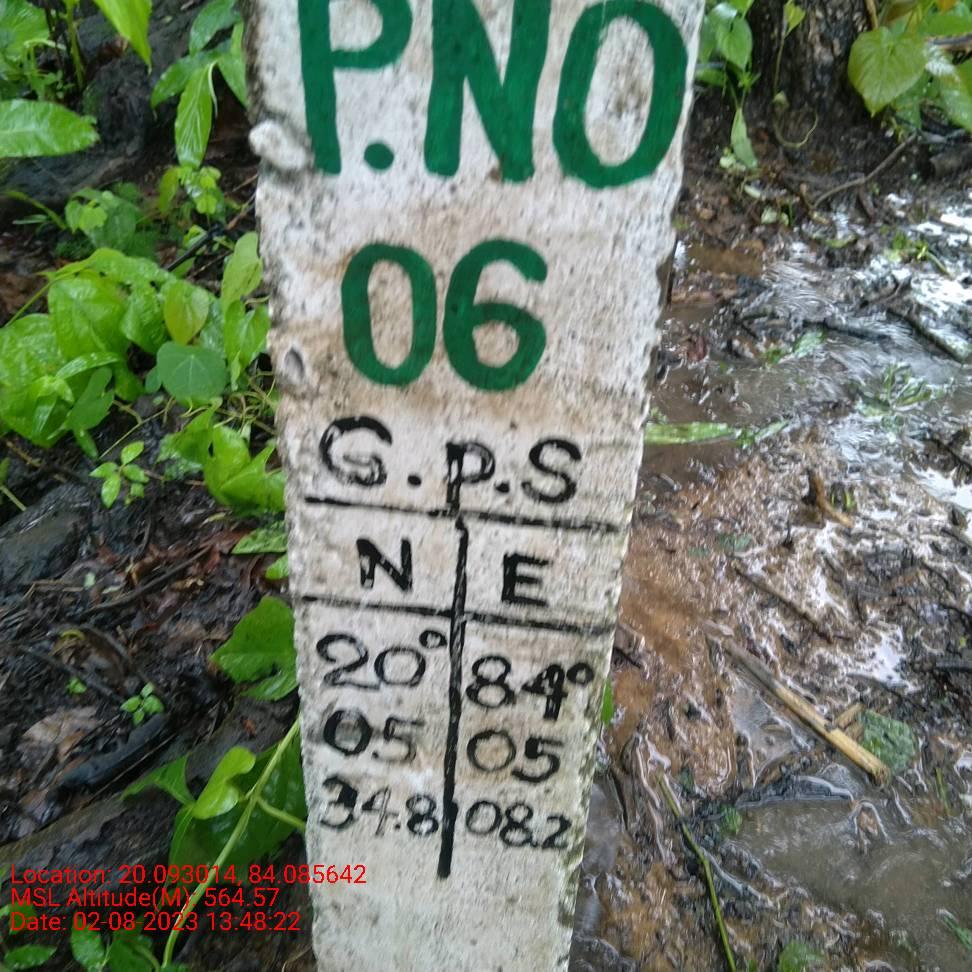 P.NO
06
G.P.S
N E
20° 84°
05 05
34.8 08.2
Location: 20.093014, 84.085642
MSL Altitude(M): 564.57
Date: 02-08-2023 13:48:22